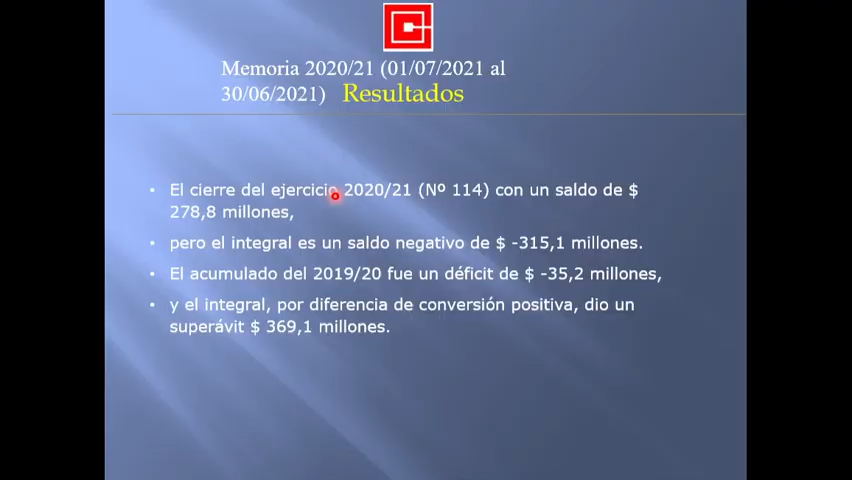 Memoria 2020/21 (01/07/2021 al
30/06/2021) Resultados
• El cierre del ejercicio 2020/21 (Nº 114) con un saldo de $
278,8 millones,
• pero el integral es un saldo negativo de $ -315,1 millones.
• El acumulado del 2019/20 fue un déficit de $ -35,2 millones,
• y el integral, por diferencia de conversión positiva, dio un
superávit $ 369,1 millones.